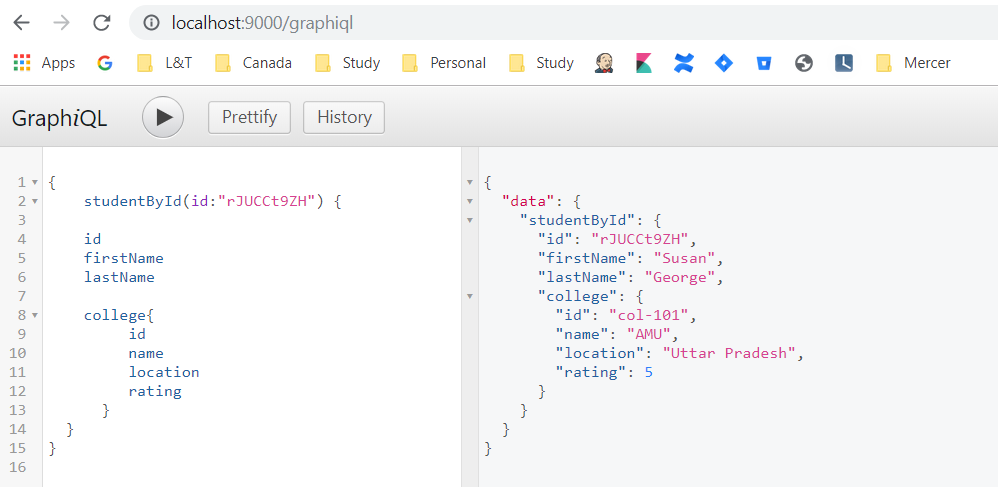 localhost:9000/graphiql
Apps L&T Canada Study Personal Study Mercer
GraphiQL Prettify History
1 {
2 studentById(id:"rJUCCt9ZH") {
3
4 id
5 firstName
6 lastName
7
8 college{
9 id
10 name
11 location
12 rating
13 }
14 }
15 }
16
{
"data": {
"studentById": {
"id": "rJUCCt9ZH",
"firstName": "Susan",
"lastName": "George",
"college": {
"id": "col-101",
"name": "AMU",
"location": "Uttar Pradesh",
"rating": 5
}
}
}
}